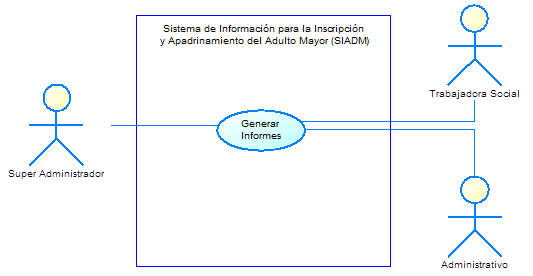 Sistema de Información para la Inscripción
y Apadrinamiento del Adulto Mayor (SIADM)
Trabajadora Social
Generar
Informes
Super Administrador
Administrativo